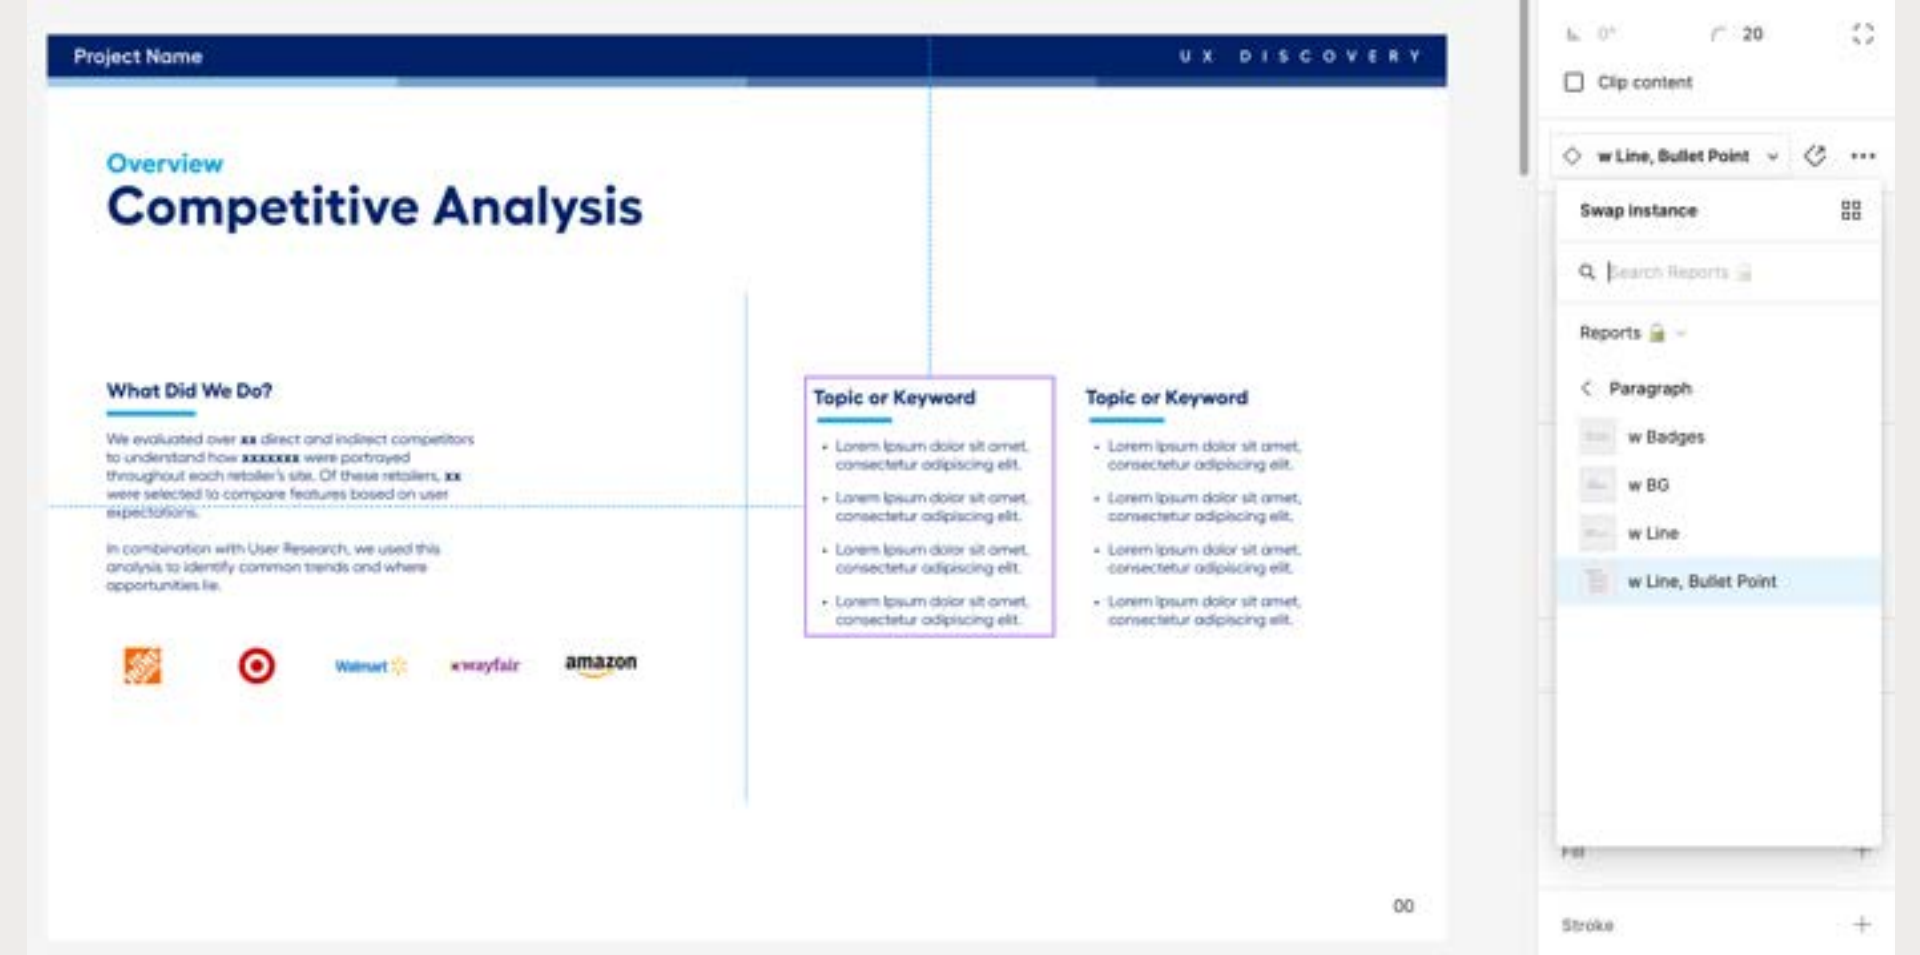 Project Name
UX DISCOVERY
Overview
Competitive Analysis
What Did We Do?
We evaluated over xx direct and indirect competitors
to understand how xxxxxxx were portrayed
throughout each retailer's site. Of these retailers, xx
were selected to compare features based on user
expectations.
In combination with User Research, we used this
analysis to identify common trends and where
opportunities lie.
Walmart
wayfair
amazon
Topic or Keyword
• Lorem Ipsum dolor sit amet,
consectetur adipiscing elit.
• Lorem Ipsum dolor sit amet,
consectetur adipiscing elit.
• Lorem Ipsum dolor sit amet,
consectetur adipiscing elit.
• Lorem Ipsum dolor sit amet,
consectetur adipiscing elit.
Topic or Keyword
• Lorem Ipsum dolor sit amet,
consectetur adipiscing elit.
• Lorem Ipsum dolor sit amet,
consectetur adipiscing elit.
• Lorem Ipsum dolor sit amet,
consectetur adipiscing elit.
• Lorem Ipsum dolor sit amet,
consectetur adipiscing elit.
00
0°
20
Clip content
w Line, Bullet Point
Swap instance
Search Reports
Reports
Paragraph
w Badges
w BG
w Line
w Line, Bullet Point
Fill
Stroke